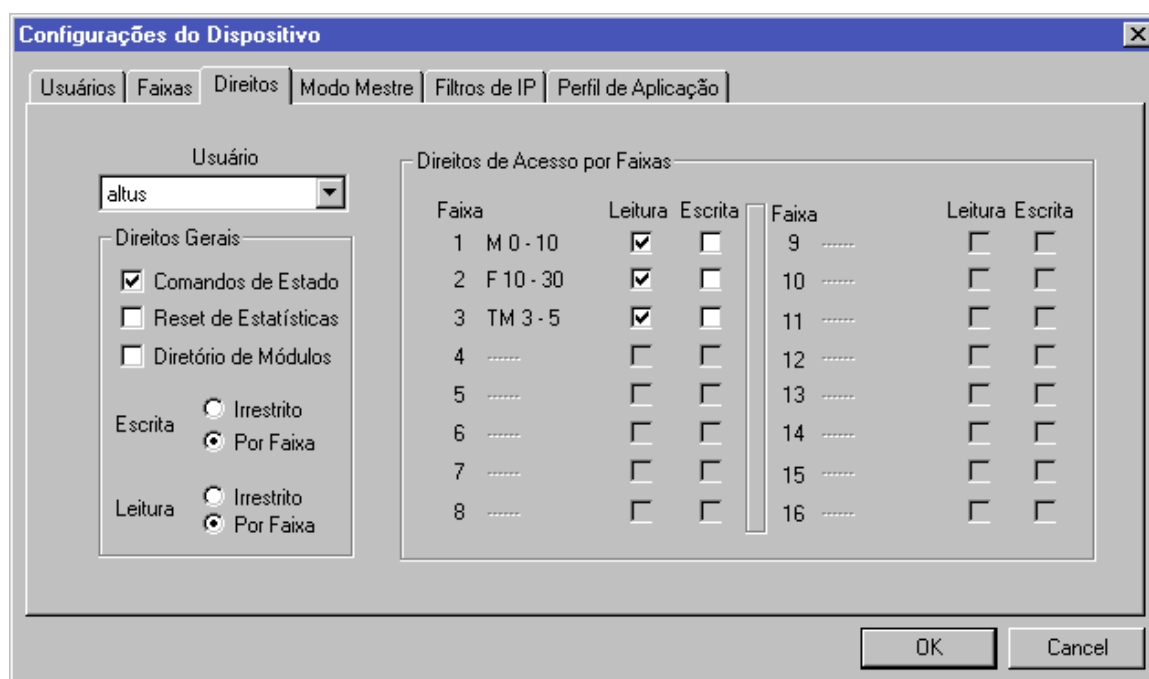 Configurações do Dispositivo
Usuários Faixas Direitos Modo Mestre Filtros de IP Perfil de Aplicação
Usuário
altus
Direitos Gerais
Comandos de Estado
Reset de Estatísticas
Diretório de Módulos
Escrita
Irrestrito
Por Faixa
Leitura
Irrestrito
Por Faixa
Direitos de Acesso por Faixas
Faixa Leitura Escrita
1 M 0 - 10
2 F 10 - 30
3 TM 3 - 5
4 ------
5 ------
6 ------
7 ------
8 ------
Faixa Leitura Escrita
9 ------
10 ------
11 ------
12 ------
13 ------
14 ------
15 ------
16 ------
OK Cancel